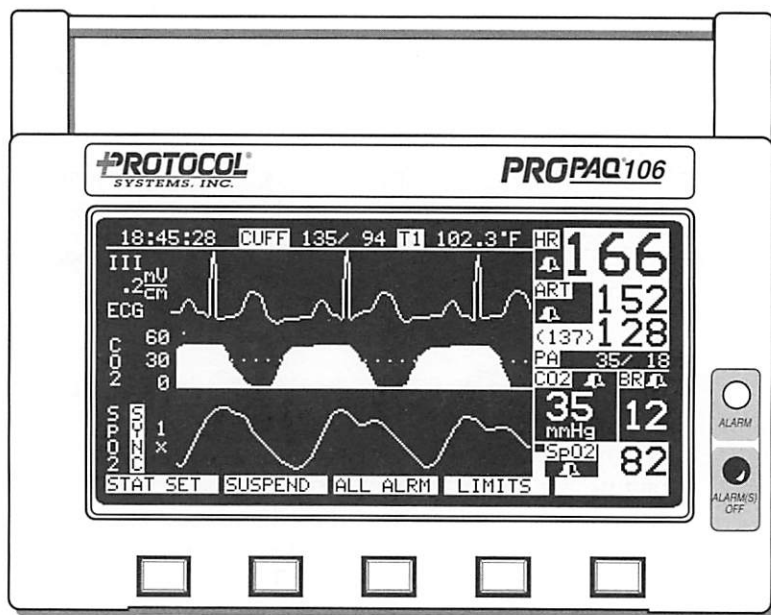 PROTOCOL®
SYSTEMS, INC.
PROPAQ®106
18:45:28 CUFF 135/ 94 T1 102.3°F
HR 166
III
.2 mV/cm
ECG
ART 152
(137) 128
PA 35/ 18
CO2
60
30
0
CO2 35 mmHg
BR 12
SPO2
SYNC
1
x
SpO2 82
STAT SET SUSPEND ALL ALRM LIMITS
ALARM
ALARM(S)
OFF